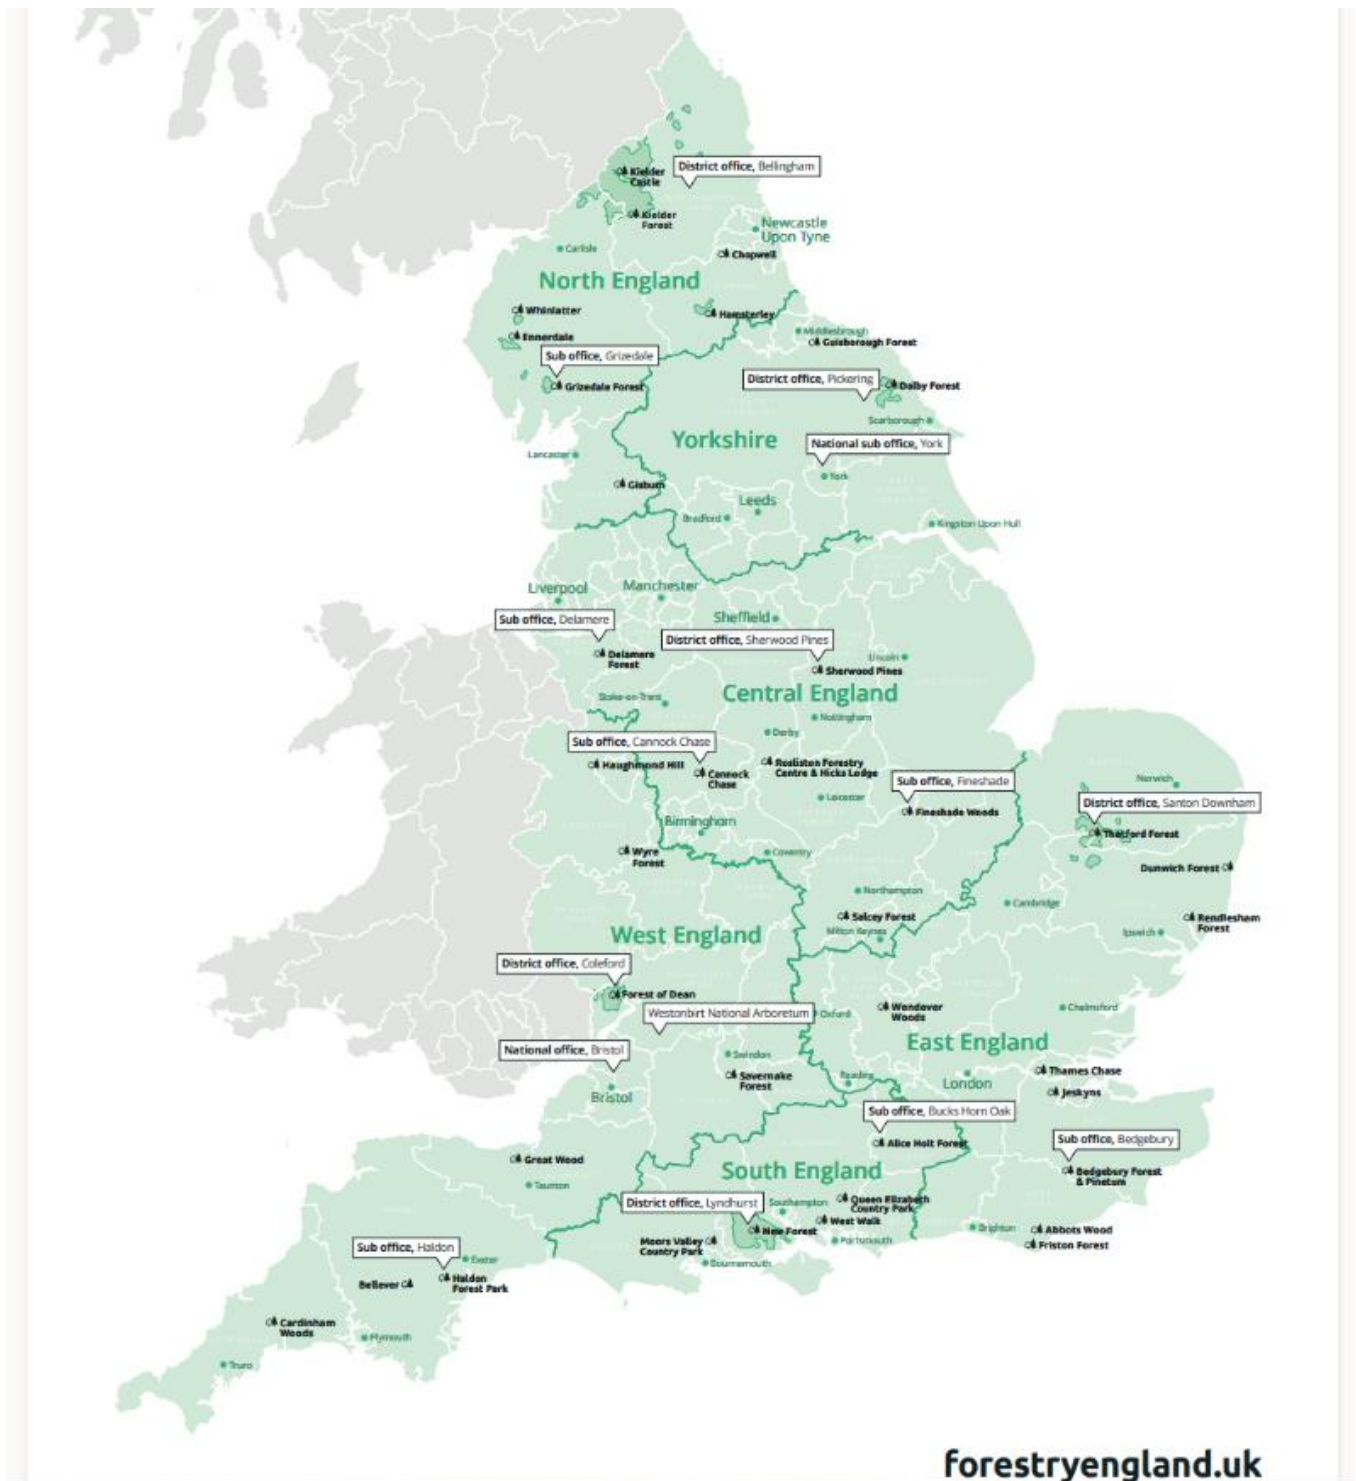 District office, Bellingham
Kielder
Castle
Kielder
Forest
Newcastle
Upon Tyne
Carlisle
Chopwell
North England
Whinlatter
Hamsterley
Ennerdale
Middlesbrough
Guisborough Forest
Sub office, Grizedale
Grizedale Forest
District office, Pickering
Dalby Forest
Scarborough
Yorkshire
National sub office, York
Lancaster
York
Gisburn
Leeds
Bradford
Kingston Upon Hull
Liverpool
Manchester
Sheffield
Sub office, Delamere
District office, Sherwood Pines
Delamere
Forest
Lincoln
Sherwood Pines
Central England
Stoke-on-Trent
Nottingham
Derby
Sub office, Cannock Chase
Haughmond Hill
Cannock
Chase
Rosliston Forestry
Centre & Hicks Lodge
Sub office, Fineshade
Norwich
Leicester
Fineshade Woods
District office, Santon Downham
Thetford Forest
Birmingham
Wyre
Forest
Coventry
Dunwich Forest
Northampton
Cambridge
Salcey Forest
Milton Keynes
Rendlesham
Forest
Ipswich
West England
District office, Coleford
Forest of Dean
Westonbirt National Arboretum
Oxford
Wendover
Woods
Chelmsford
East England
National office, Bristol
Swindon
Savernake
Forest
Reading
London
Thames Chase
Jeskyns
Bristol
Sub office, Bucks Horn Oak
Alice Holt Forest
Sub office, Bedgebury
Bedgebury Forest
& Pinetum
Great Wood
Taunton
South England
District office, Lyndhurst
Southampton
Queen Elizabeth
Country Park
West Walk
New Forest
Moors Valley
Country Park
Portsmouth
Brighton
Abbots Wood
Friston Forest
Bournemouth
Sub office, Haldon
Exeter
Bellever
Haldon
Forest Park
Cardinham
Woods
Plymouth
Truro
forestryengland.uk